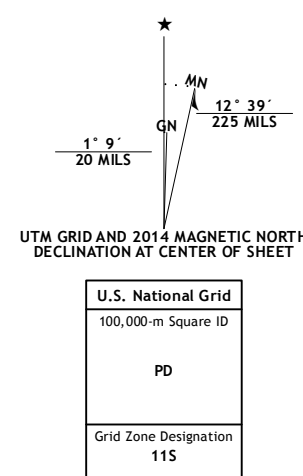 ★
MN
GN
12° 39´
225 MILS
1° 9´
20 MILS
UTM GRID AND 2014 MAGNETIC NORTH
DECLINATION AT CENTER OF SHEET
U.S. National Grid
100,000-m Square ID
PD
Grid Zone Designation
11S